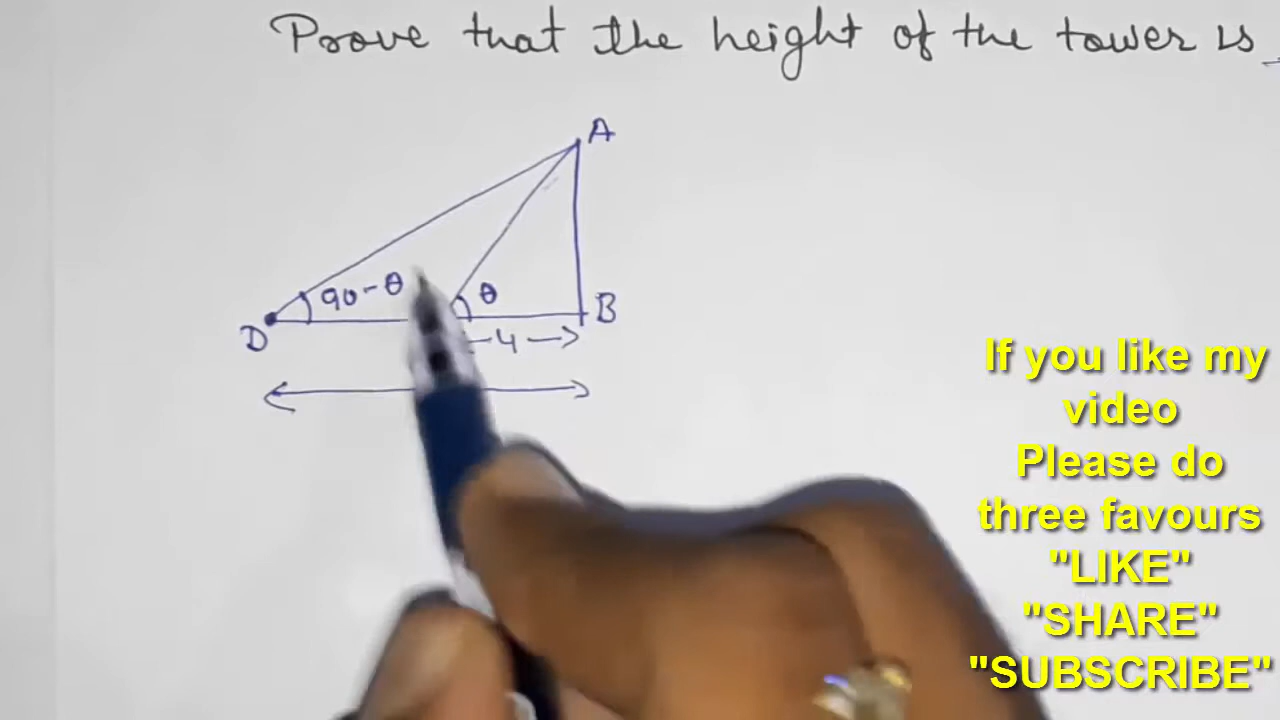 Prove that the height of the tower is
A
90-θ
θ
B
D
4
If you like my
video
Please do
three favours
"LIKE"
"SHARE"
"SUBSCRIBE"